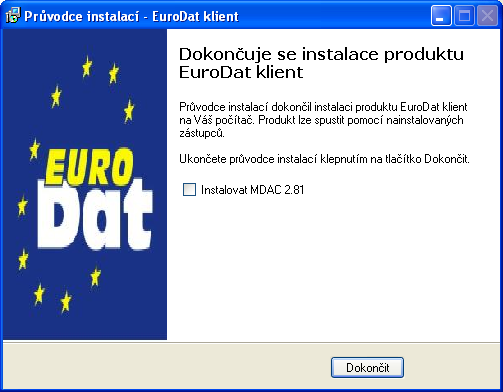 Průvodce instalací - EuroDat klient
Dokončuje se instalace produktu
EuroDat klient
EURO
Dat
Průvodce instalací dokončil instalaci produktu EuroDat klient
na Váš počítač. Produkt lze spustit pomocí nainstalovaných
zástupců.
Ukončete průvodce instalací klepnutím na tlačítko Dokončit.
Instalovat MDAC 2.81
Dokončit